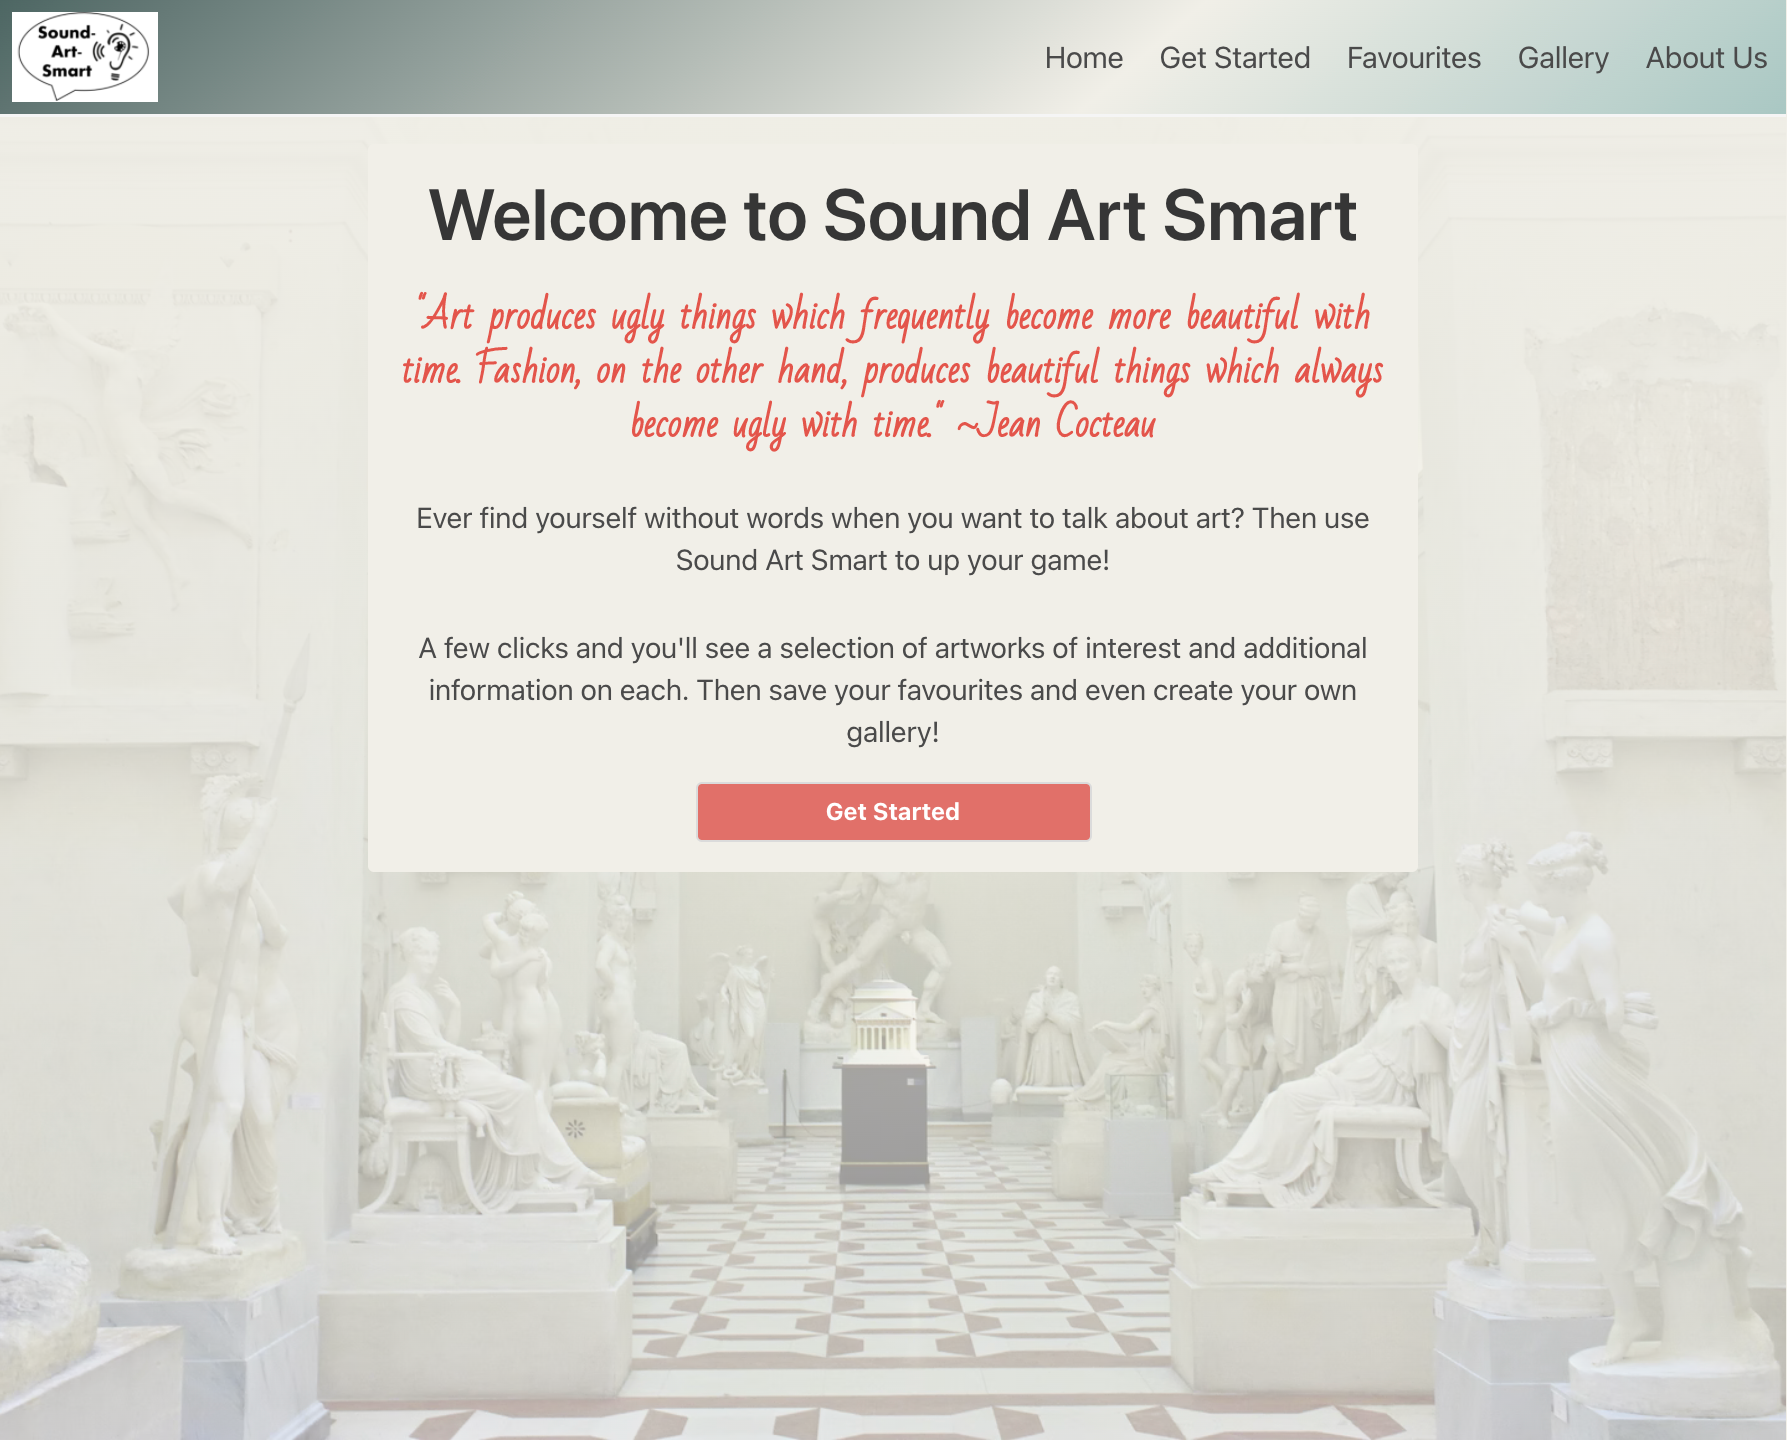 Sound-
Art-
Smart
Home Get Started Favourites Gallery About Us
Welcome to Sound Art Smart
"Art produces ugly things which frequently become more beautiful with
time. Fashion, on the other hand, produces beautiful things which always
become ugly with time." ~Jean Cocteau
Ever find yourself without words when you want to talk about art? Then use
Sound Art Smart to up your game!
A few clicks and you'll see a selection of artworks of interest and additional
information on each. Then save your favourites and even create your own
gallery!
Get Started